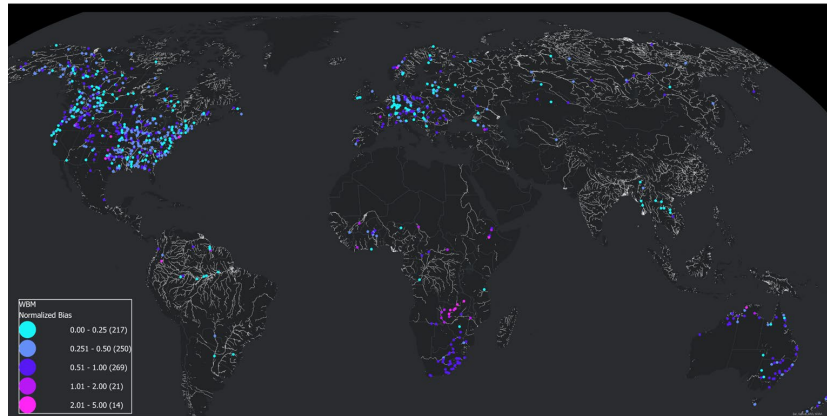 WBM
Normalized Bias
0.00 - 0.25 (217)
0.251 - 0.50 (250)
0.51 - 1.00 (269)
1.01 - 2.00 (21)
2.01 - 5.00 (14)